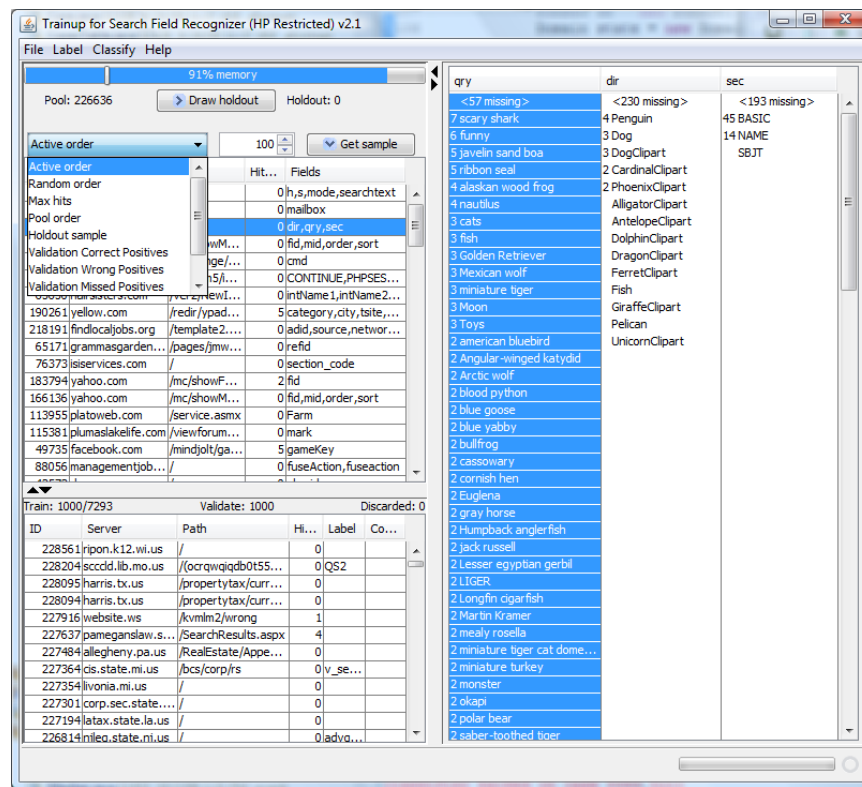 Trainup for Search Field Recognizer (HP Restricted) v2.1
File Label Classify Help
91% memory
Pool: 226636 Draw holdout Holdout: 0
Active order 100 Get sample
Active order
Random order
Max hits
Pool order
Holdout sample
Validation Correct Positives
Validation Wrong Positives
Validation Missed Positives
Hit... Fields
0 h,s,mode,searchtext
0 mailbox
0 dir,qry,sec
0 fid,mid,order,sort
0 cmd
0 CONTINUE,PHPSES...
0 intName1,intName2...
190261 yellow.com /redir/ypad... 5 category,city,tsite,...
218191 findlocaljobs.org /template2.... 0 adid,source,networ...
65171 grammasgarden... /pages/jmw... 0 refid
76373 isiservices.com / 0 section_code
183794 yahoo.com /mc/showF... 2 fid
166136 yahoo.com /mc/showM... 0 fid,mid,order,sort
113955 platoweb.com /service.asmx 0 Farm
115381 plumaslakelife.com /viewforum... 0 mark
49735 facebook.com /mindjolt/ga... 5 gameKey
88056 managementjob... / 0 fuseAction,fuseaction
Train: 1000/7293 Validate: 1000 Discarded: 0
ID Server Path Hi... Label Co...
228561 ripon.k12.wi.us / 0
228204 sccdd.lib.mo.us /(ocrqwqiqdb0t55... 0 QS2
228095 harris.tx.us /propertytax/curr... 0
228094 harris.tx.us /propertytax/curr... 0
227916 website.ws /kvmlm2/wrong 1
227637 pameganslaw.s... /SearchResults.aspx 4
227484 allegheny.pa.us /RealEstate/Appe... 0
227364 cis.state.mi.us /bcs/corp/rs 0 v_se...
227354 livonia.mi.us / 0
227301 corp.sec.state.... / 0
227194 latax.state.la.us / 0
226814 njleg.state.nj.us / 0 advq...
qry dir sec
<57 missing> <230 missing> <193 missing>
7 scary shark 4 Penguin 45 BASIC
6 funny 3 Dog 14 NAME
5 javelin sand boa 3 DogClipart SBJT
5 ribbon seal 2 CardinalClipart
4 alaskan wood frog 2 PhoenixClipart
4 nautilus AlligatorClipart
3 cats AntelopeClipart
3 fish DolphinClipart
3 Golden Retriever DragonClipart
3 Mexican wolf FerretClipart
3 miniature tiger Fish
3 Moon GiraffeClipart
3 Toys Pelican
2 american bluebird UnicornClipart
2 Angular-winged katydid
2 Arctic wolf
2 blood python
2 blue goose
2 blue yabby
2 bullfrog
2 cassowary
2 cornish hen
2 Euglena
2 gray horse
2 Humpback anglerfish
2 jack russell
2 Lesser egyptian gerbil
2 LIGER
2 Longfin cigarfish
2 Martin Kramer
2 mealy rosella
2 miniature tiger cat dome...
2 miniature turkey
2 monster
2 okapi
2 polar bear
2 saber-toothed tiger